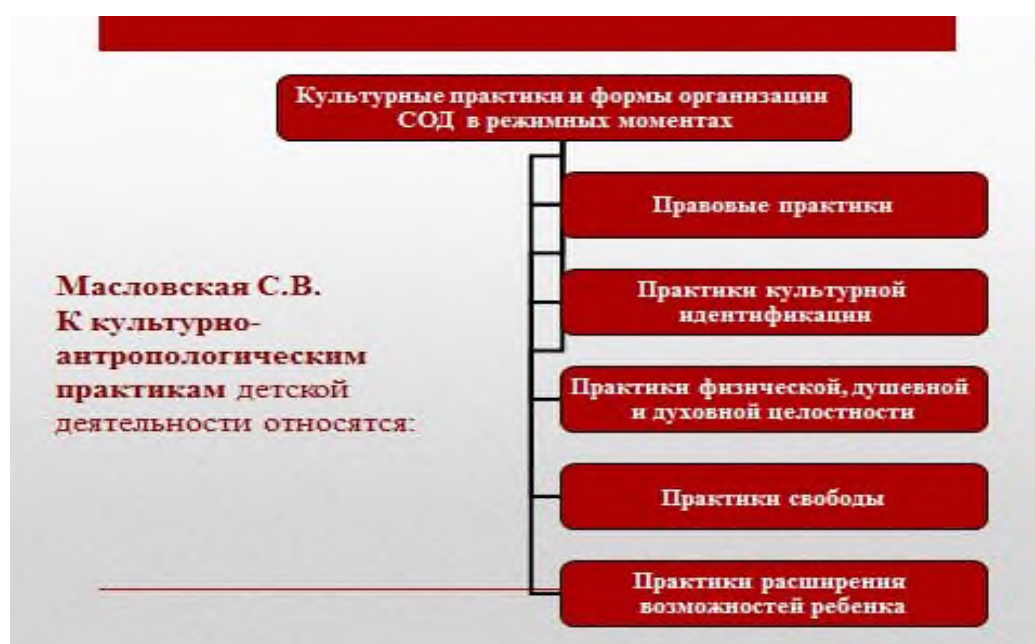 Культурные практики и формы организации
СОД в режимных моментах
Масловская С.В.
К культурно-
антропологическим
практикам детской
деятельности относятся:
Правовые практики
Практики культурной
идентификации
Практики физической, душевной
и духовной целостности
Практики свободы
Практики расширения
возможностей ребенка